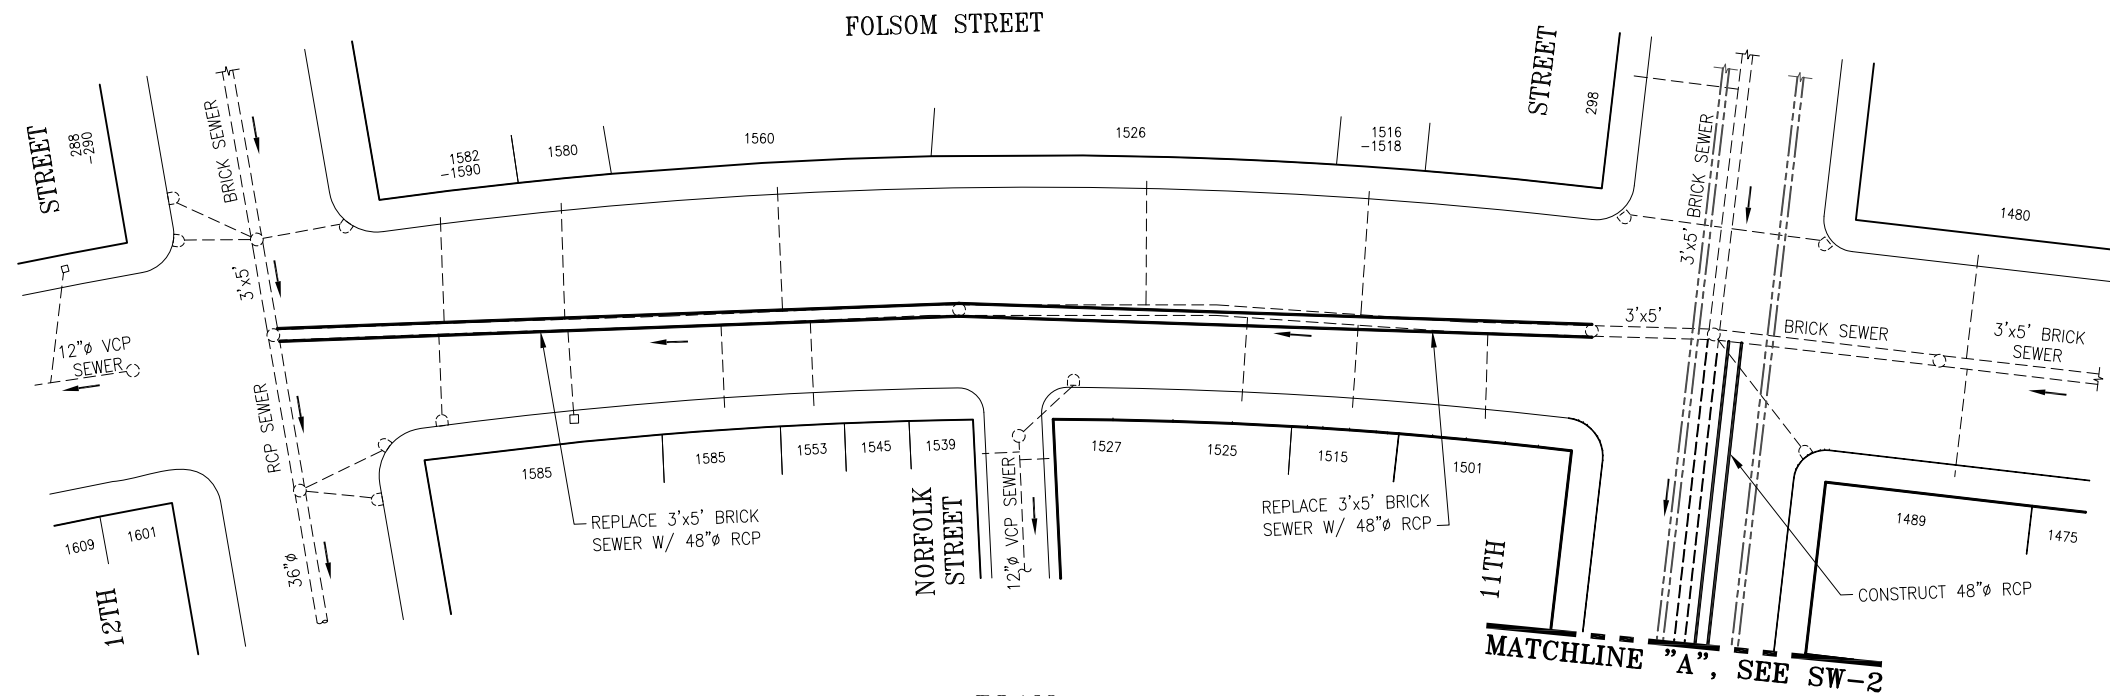 FOLSOM STREET
STREET
288
-290
BRICK SEWER
1582
-1590
1580
1560
1526
1516
-1518
STREET
298
3'x5' BRICK SEWER
1480
3'x5'
12"ø VCP
SEWER
RCP SEWER
36"ø
3'x5'
BRICK SEWER
3'x5' BRICK
SEWER
1585
1585
1553
1545
1539
1527
1525
1515
1501
1489
1475
REPLACE 3'x5' BRICK
SEWER W/ 48"ø RCP
NORFOLK
STREET
12"ø VCP SEWER
REPLACE 3'x5' BRICK
SEWER W/ 48"ø RCP
11TH
CONSTRUCT 48"ø RCP
1609
1601
12TH
MATCHLINE "A", SEE SW-2